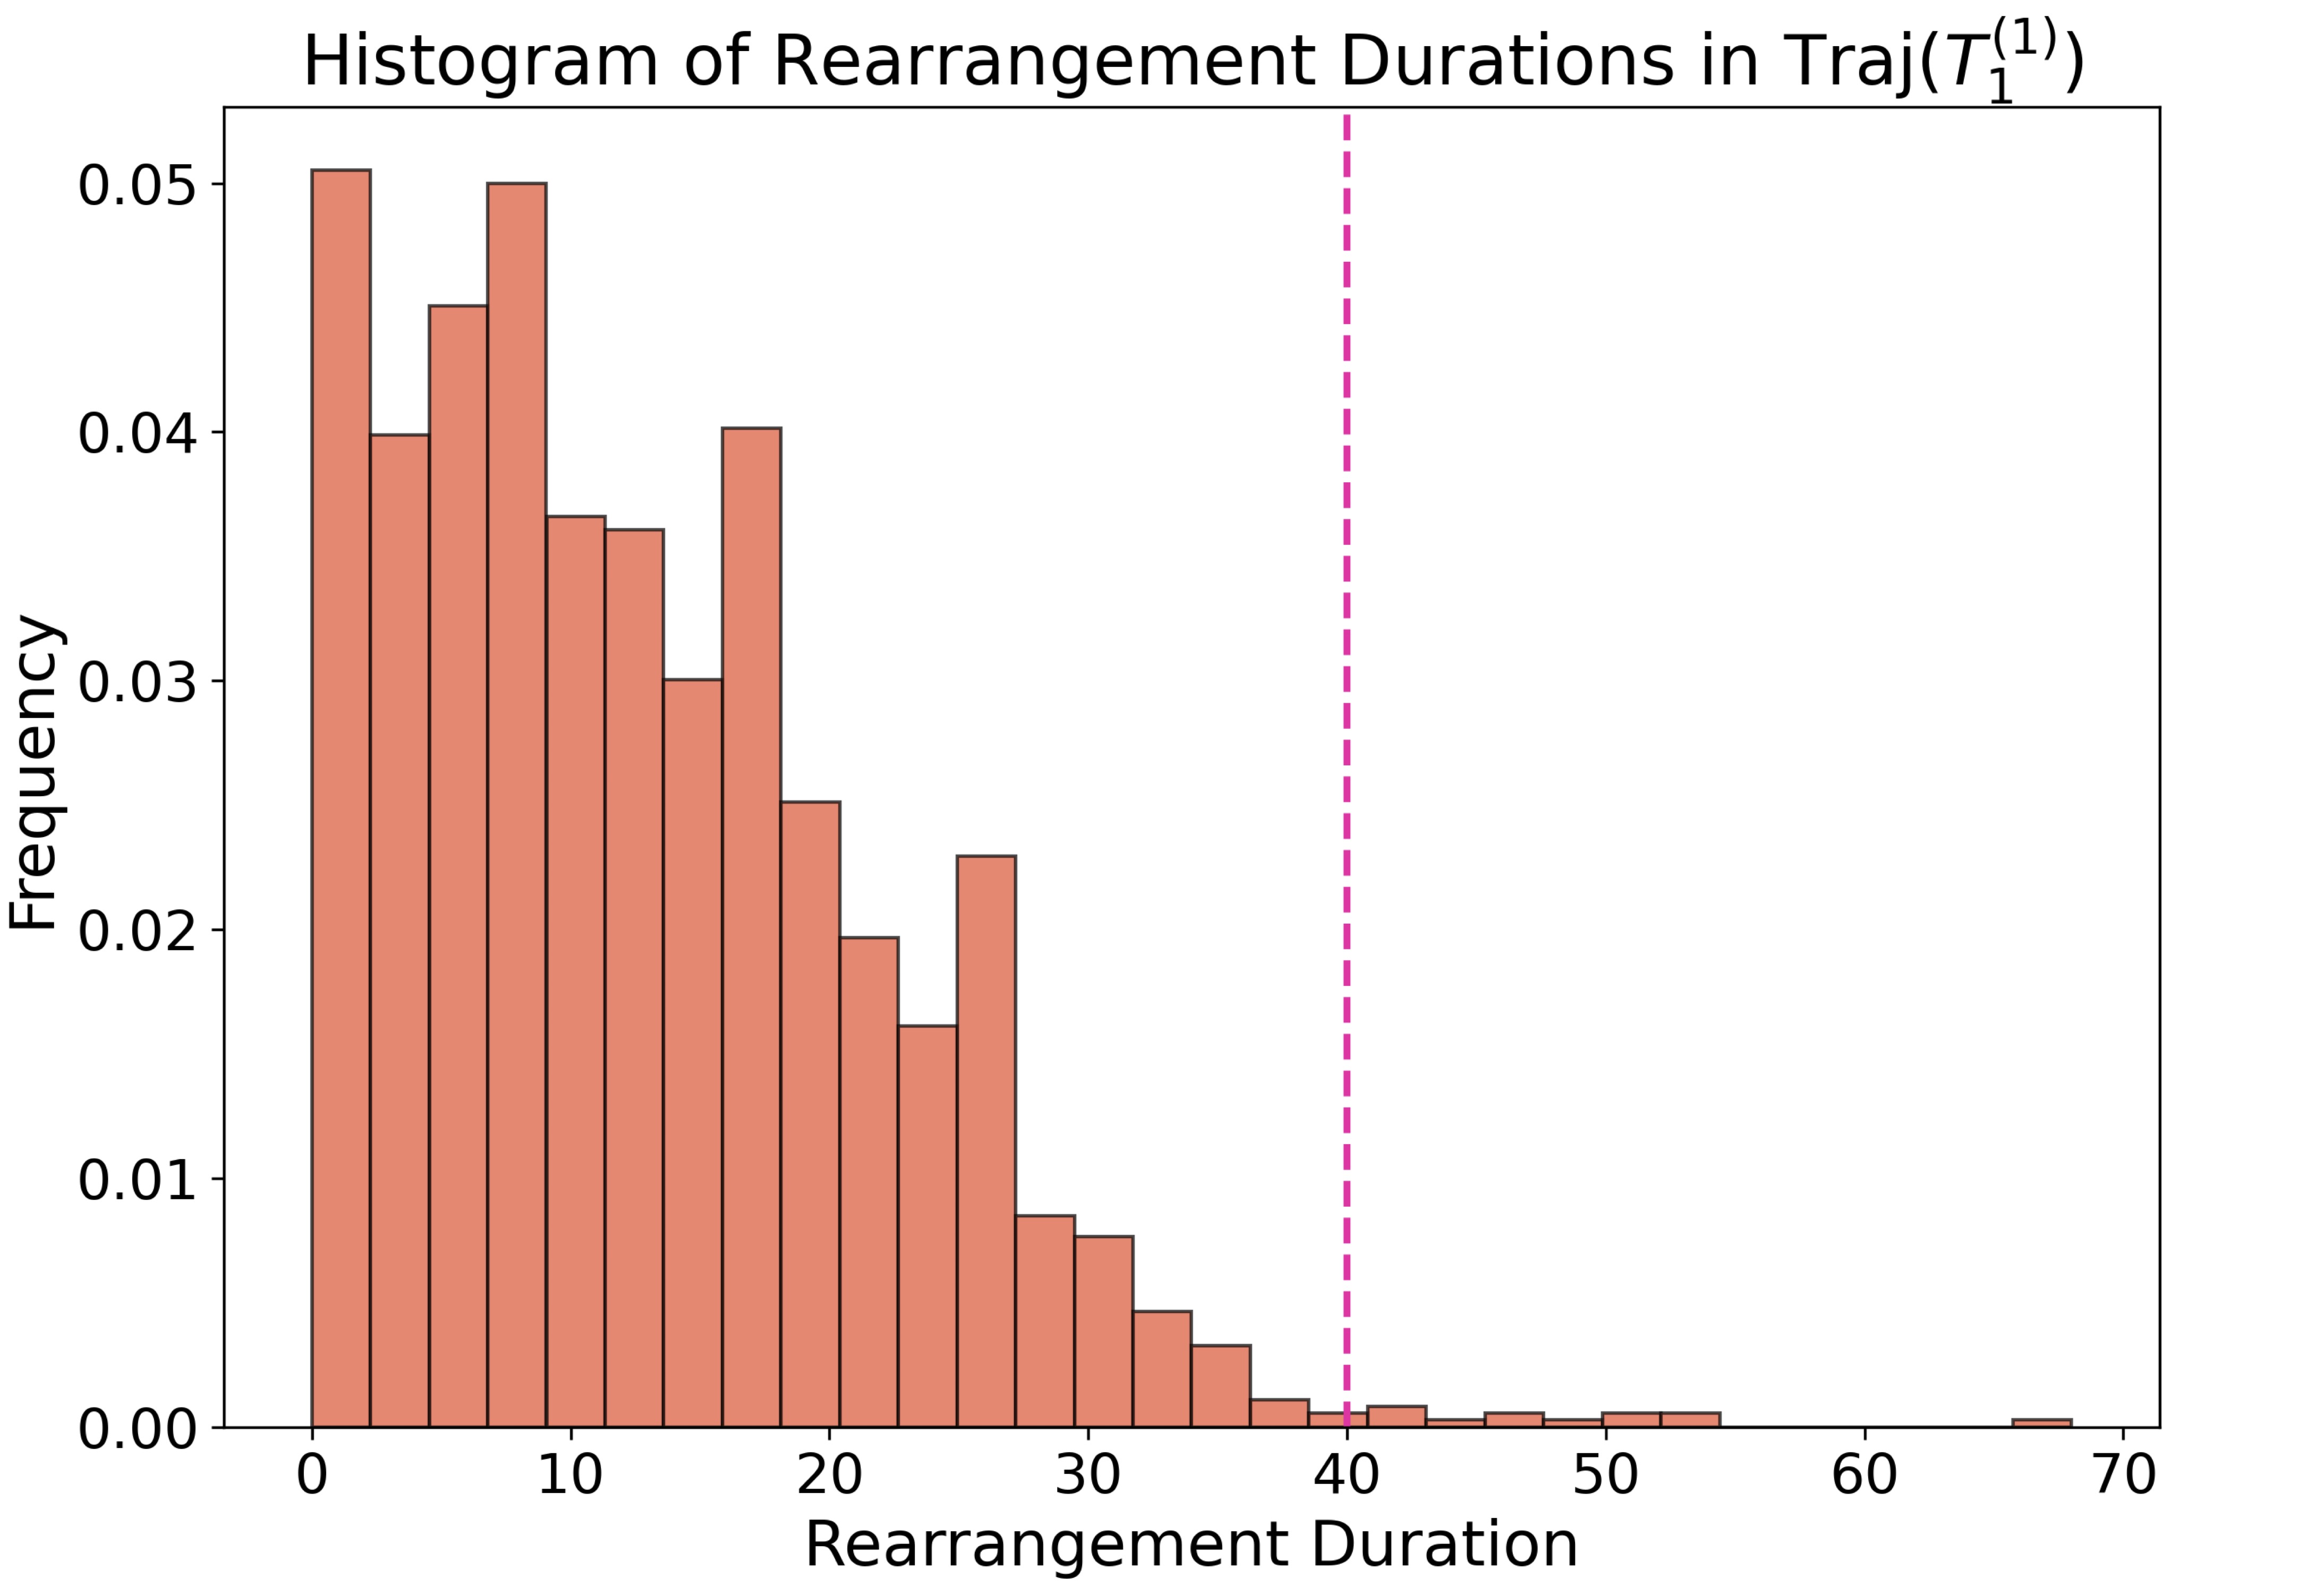 Histogram of Rearrangement Durations in Traj(T₁⁽¹⁾)
0.05
0.04
0.03
0.02
0.01
0.00
Frequency
0 10 20 30 40 50 60 70
Rearrangement Duration